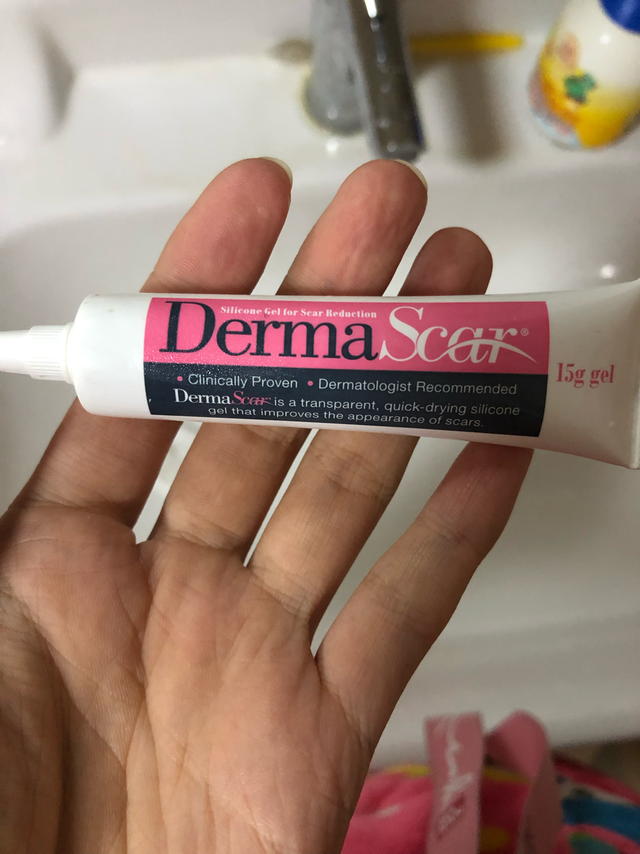 Silicone Gel for Scar Reduction
DermaScar®
• Clinically Proven • Dermatologist Recommended
DermaScar is a transparent, quick-drying silicone
gel that improves the appearance of scars.
15g gel